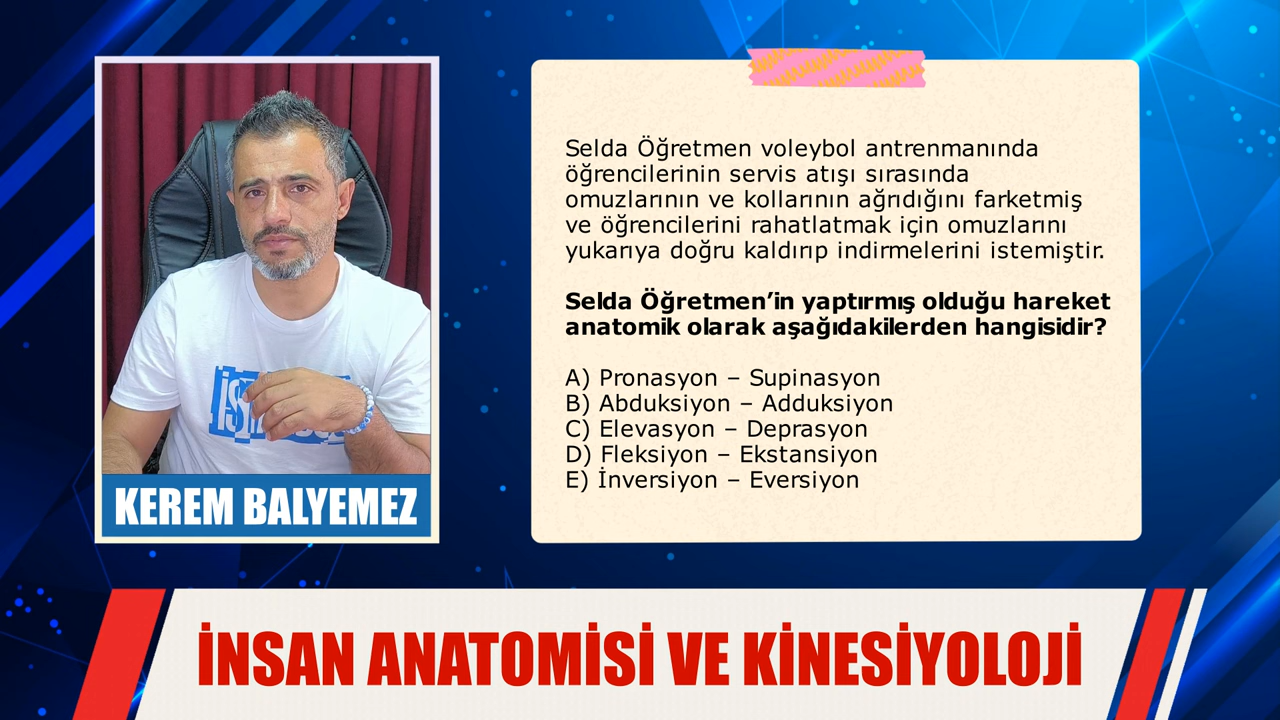 Selda Öğretmen voleybol antrenmanında
öğrencilerinin servis atışı sırasında
omuzlarının ve kollarının ağrıdığını farketmiş
ve öğrencilerini rahatlatmak için omuzlarını
yukarıya doğru kaldırıp indirmelerini istemiştir.
Selda Öğretmen’in yaptırmış olduğu hareket
anatomik olarak aşağıdakilerden hangisidir?
A) Pronasyon – Supinasyon
B) Abduksiyon – Adduksiyon
C) Elevasyon – Deprasyon
D) Fleksiyon – Ekstansiyon
E) İnversiyon – Eversiyon
KEREM BALYEMEZ
İNSAN ANATOMİSİ VE KİNESİYOLOJİ